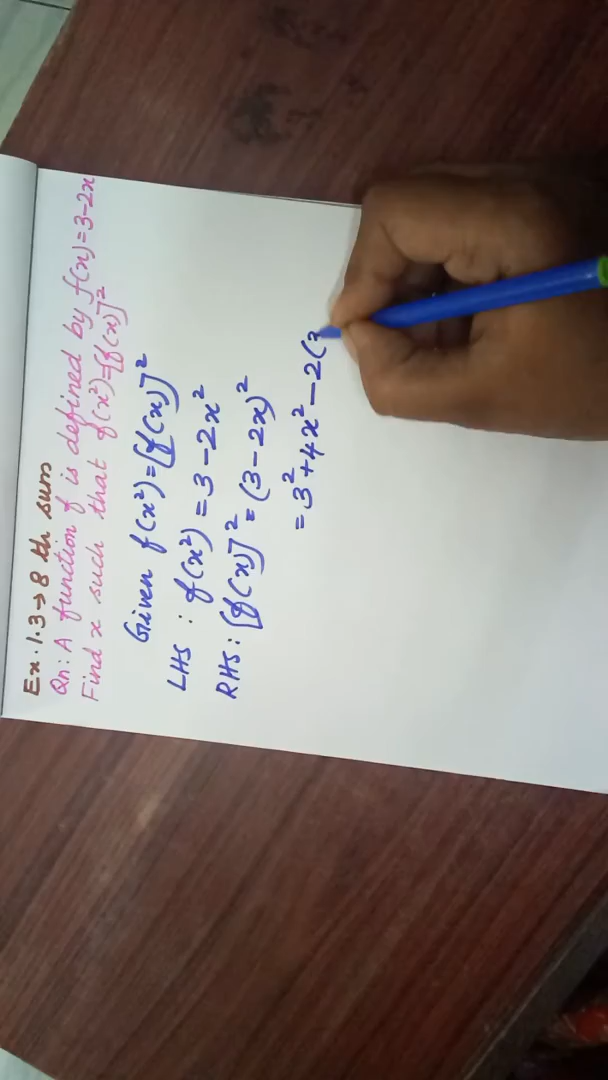 Ex.1.3→8 th sum
Qn: A function f is defined by f(x)=3-2x
Find x such that f(x²)=[f(x)]²
Given f(x²)=[f(x)]²
LHS : f(x²)=3-2x²
RHS: [f(x)]²=(3-2x)²
=3²+4x²-2(3